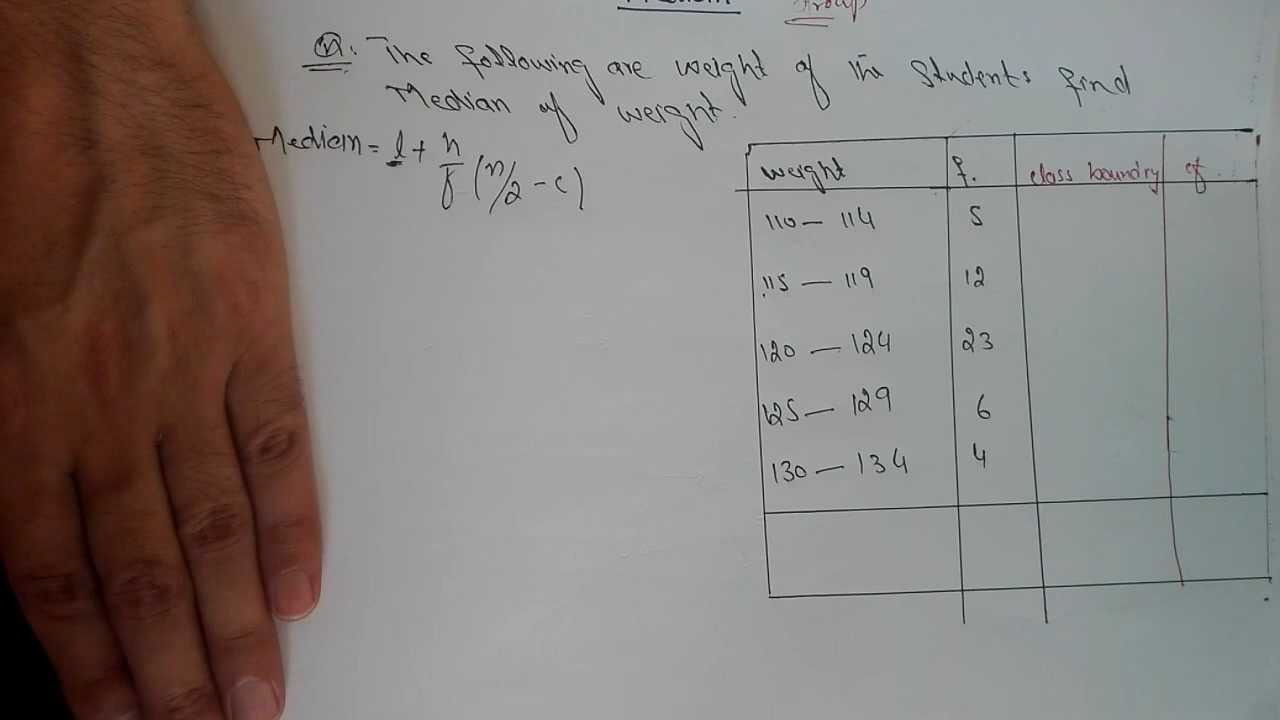 Group
Q. The following are weight of the Students find
Median of weight.
Median = l + h/f (n/2 - c)
weight f. class boundry cf.
110 — 114 5
115 — 119 12
120 — 124 23
125 — 129 6
130 — 134 4